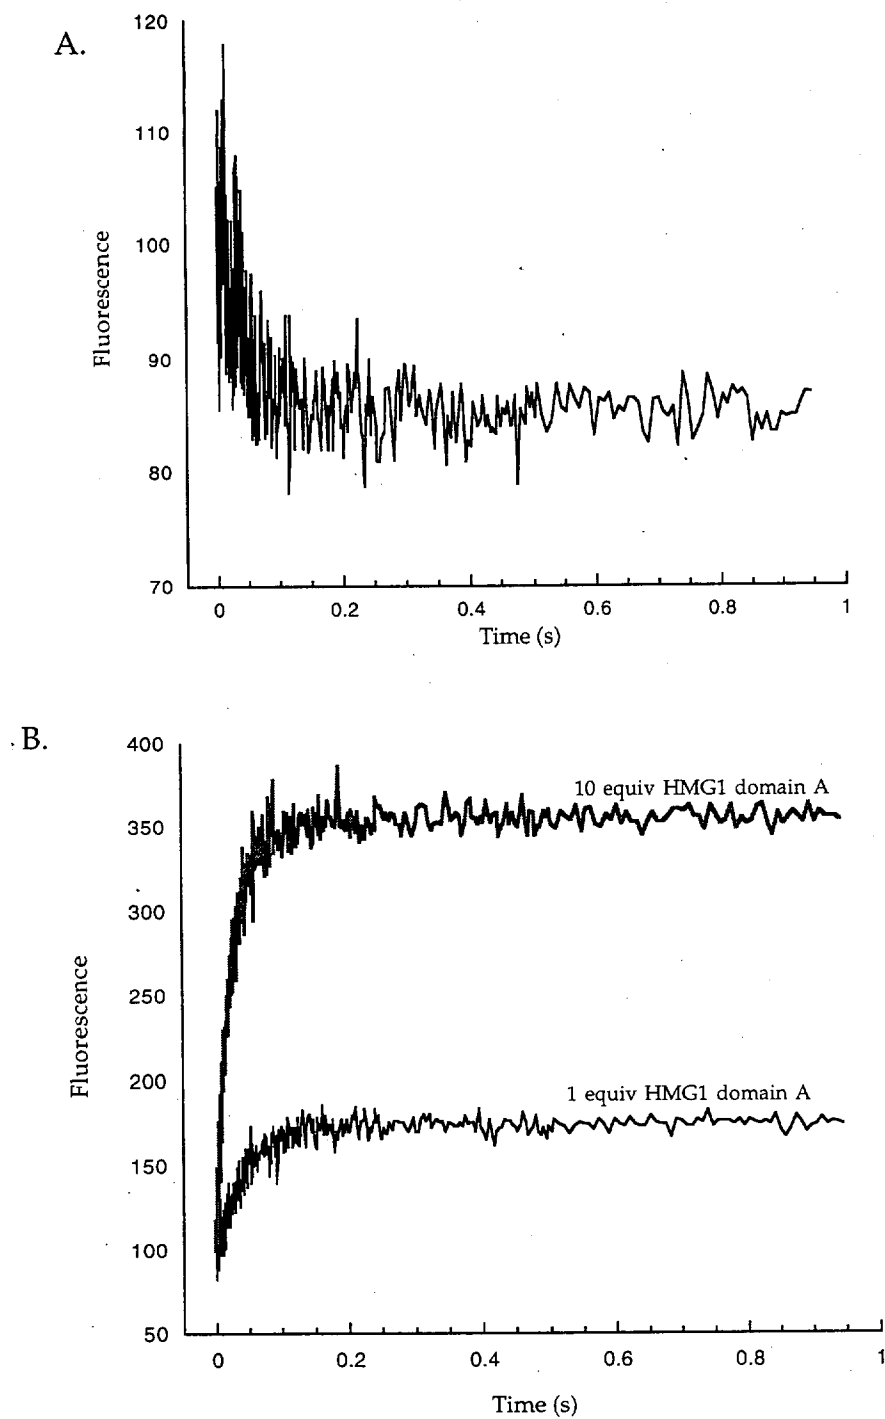 A.
120
110
100
90
80
70
Fluorescence
0 0.2 0.4 0.6 0.8 1
Time (s)
B.
400
350
300
250
200
150
100
50
Fluorescence
10 equiv HMG1 domain A
1 equiv HMG1 domain A
0 0.2 0.4 0.6 0.8 1
Time (s)